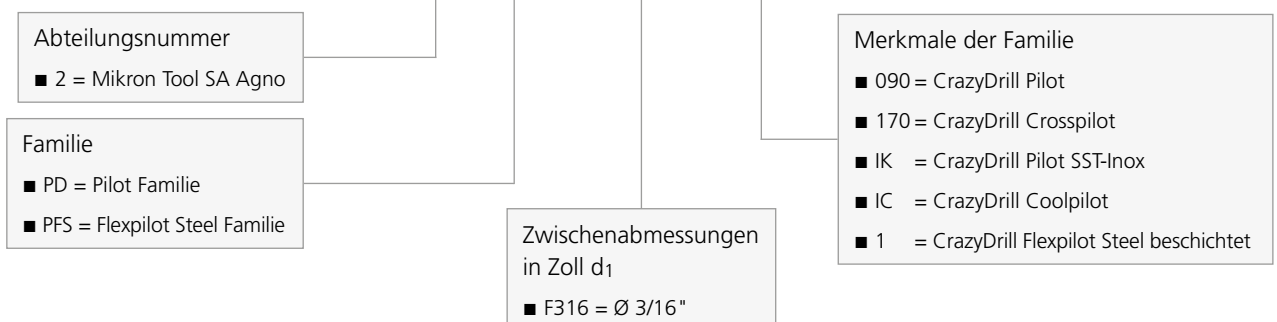 Abteilungsnummer
■ 2 = Mikron Tool SA Agno
Familie
■ PD = Pilot Familie
■ PFS = Flexpilot Steel Familie
Zwischenabmessungen
in Zoll d1
■ F316 = Ø 3/16"
Merkmale der Familie
■ 090 = CrazyDrill Pilot
■ 170 = CrazyDrill Crosspilot
■ IK = CrazyDrill Pilot SST-Inox
■ IC = CrazyDrill Coolpilot
■ 1 = CrazyDrill Flexpilot Steel beschichtet